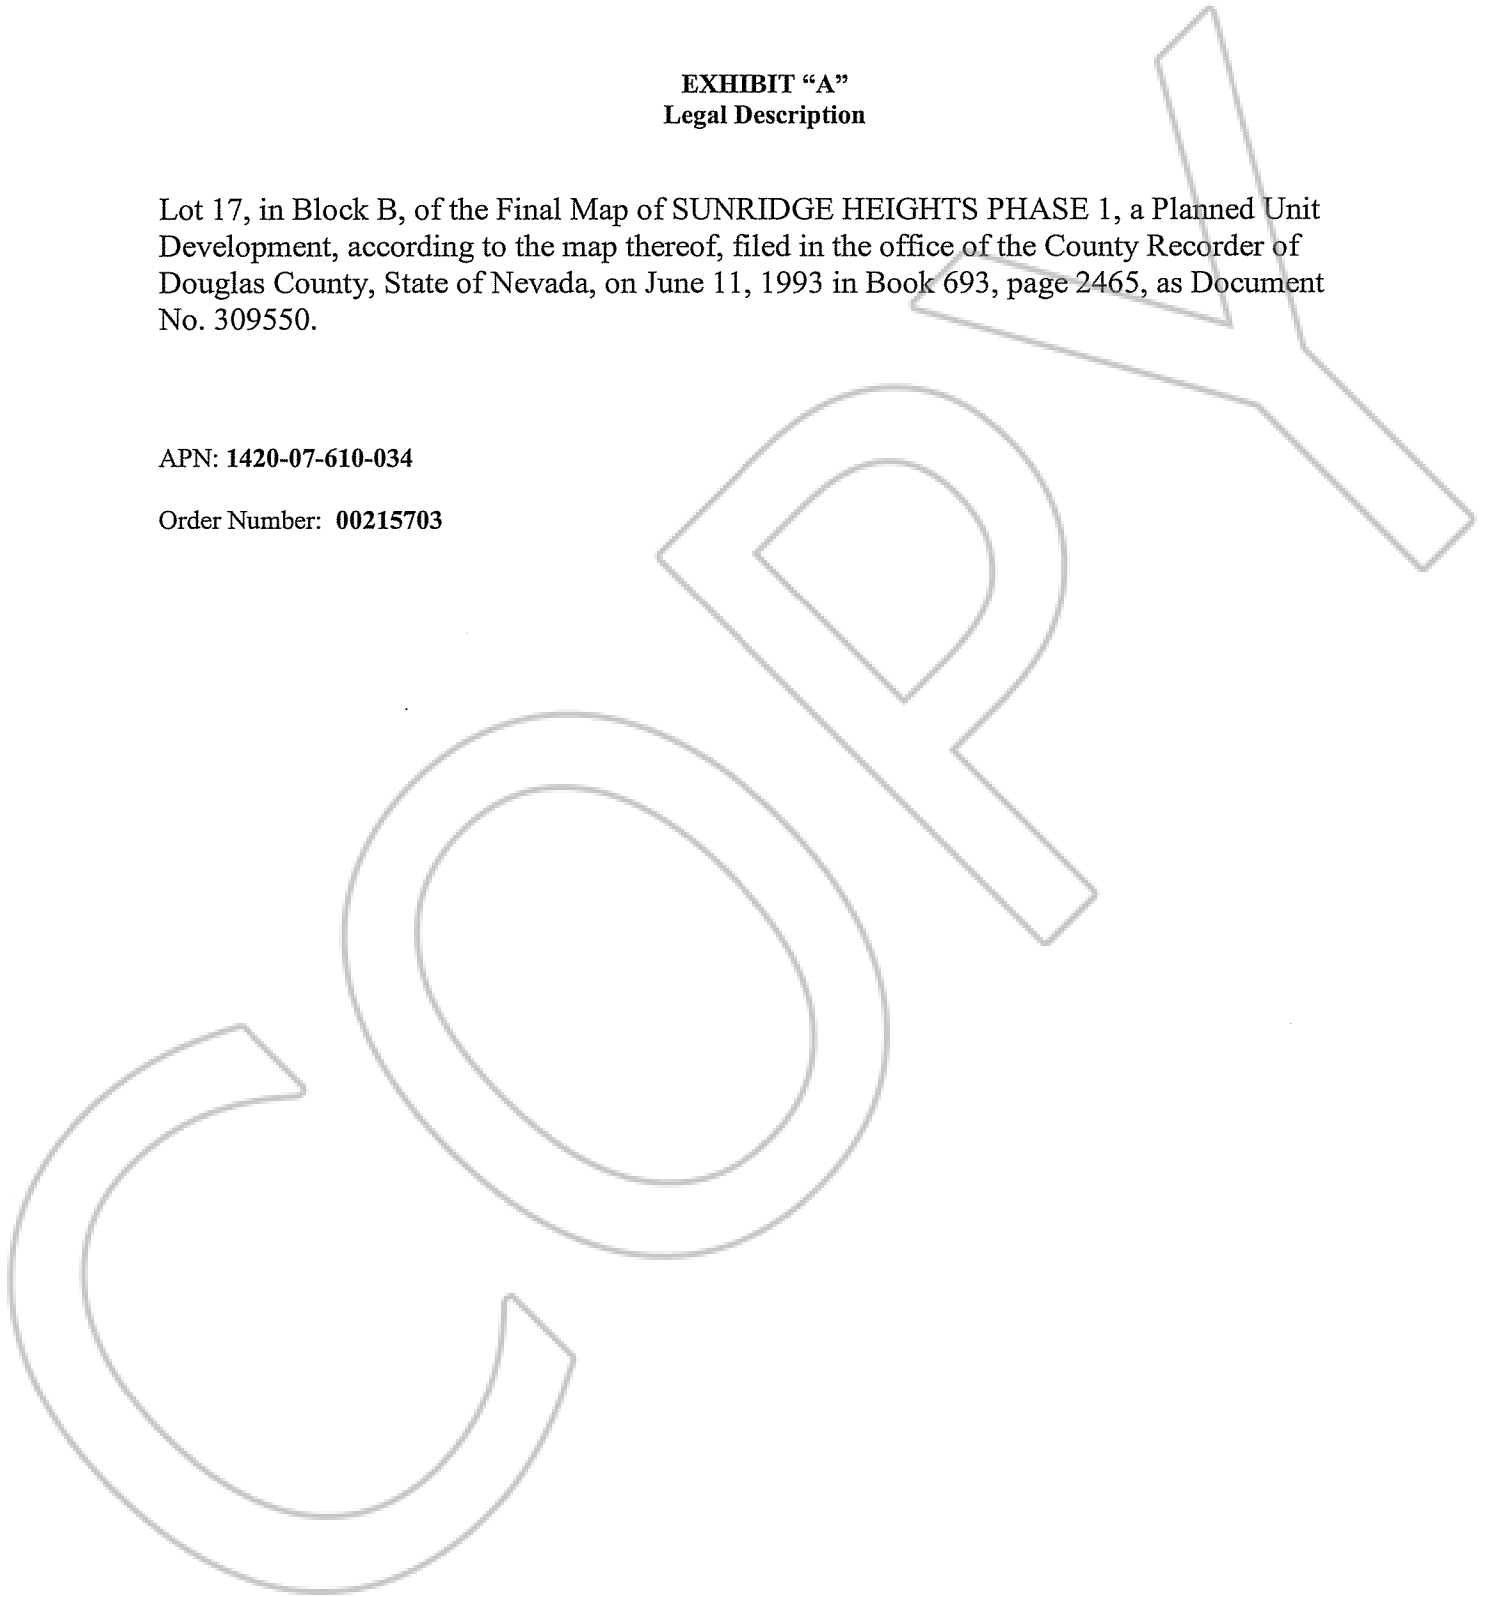 EXHIBIT “A”
Legal Description
Lot 17, in Block B, of the Final Map of SUNRIDGE HEIGHTS PHASE 1, a Planned Unit
Development, according to the map thereof, filed in the office of the County Recorder of
Douglas County, State of Nevada, on June 11, 1993 in Book 693, page 2465, as Document
No. 309550.
APN: 1420-07-610-034
Order Number: 00215703
COPY